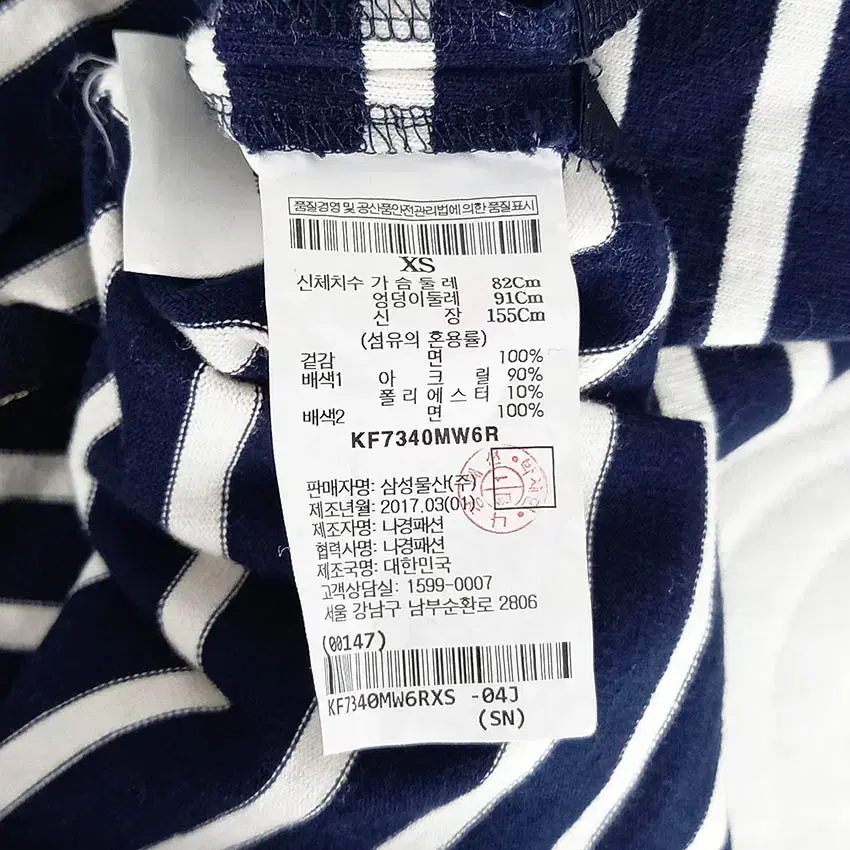 품질경영 및 공산품안전관리법에 의한 품질표시
XS
신체치수 가 슴 둘 레 82Cm
엉덩이둘레 91Cm
신 장 155Cm
(섬유의 혼용률)
겉감 면 100%
배색1 아 크 릴 90%
폴 리 에 스 터 10%
배색2 면 100%
KF7340MW6R
판매자명: 삼성물산(주)
제조년월: 2017.03(01)
제조자명: 나경패션
협력사명: 나경패션
제조국명: 대한민국
고객상담실: 1599-0007
서울 강남구 남부순환로 2806
(00147)
KF7340MW6RXS -04J
(SN)